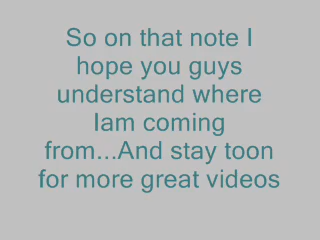 So on that note I
hope you guys
understand where
Iam coming
from...And stay toon
for more great videos